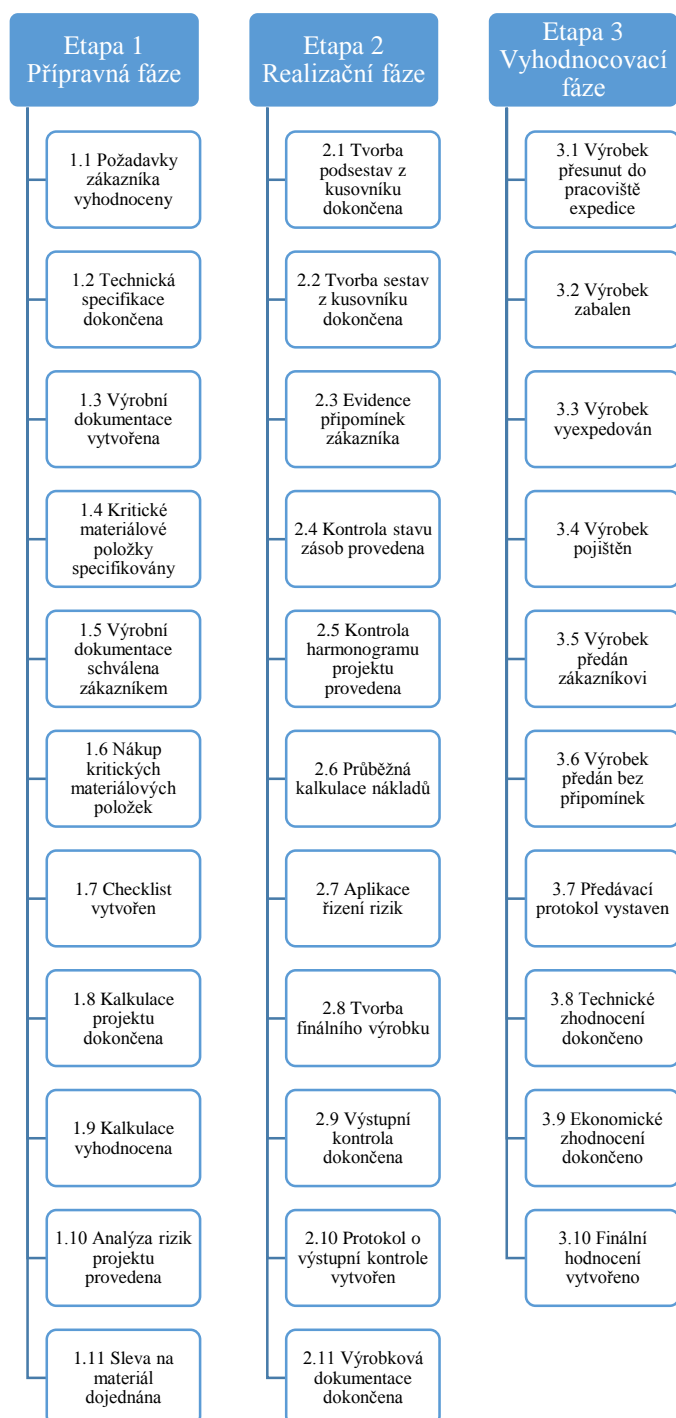 Etapa 1
Přípravná fáze
1.1 Požadavky
zákazníka
vyhodnoceny
1.2 Technická
specifikace
dokončena
1.3 Výrobní
dokumentace
vytvořena
1.4 Kritické
materiálové
položky
specifikovány
1.5 Výrobní
dokumentace
schválena
zákazníkem
1.6 Nákup
kritických
materiálových
položek
1.7 Checklist
vytvořen
1.8 Kalkulace
projektu
dokončena
1.9 Kalkulace
vyhodnocena
1.10 Analýza rizik
projektu
provedena
1.11 Sleva na
materiál
dojednána
Etapa 2
Realizační fáze
2.1 Tvorba
podsestav z
kusovníku
dokončena
2.2 Tvorba sestav
z kusovníku
dokončena
2.3 Evidence
připomínek
zákazníka
2.4 Kontrola stavu
zásob provedena
2.5 Kontrola
harmonogramu
projektu
provedena
2.6 Průběžná
kalkulace nákladů
2.7 Aplikace
řízení rizik
2.8 Tvorba
finálního výrobku
2.9 Výstupní
kontrola
dokončena
2.10 Protokol o
výstupní kontrole
vytvořen
2.11 Výrobková
dokumentace
dokončena
Etapa 3
Vyhodnocovací
fáze
3.1 Výrobek
přesunut do
pracoviště
expedice
3.2 Výrobek
zabalen
3.3 Výrobek
vyexpedován
3.4 Výrobek
pojištěn
3.5 Výrobek
předán
zákazníkovi
3.6 Výrobek
předán bez
připomínek
3.7 Předávací
protokol vystaven
3.8 Technické
zhodnocení
dokončeno
3.9 Ekonomické
zhodnocení
dokončeno
3.10 Finální
hodnocení
vytvořeno